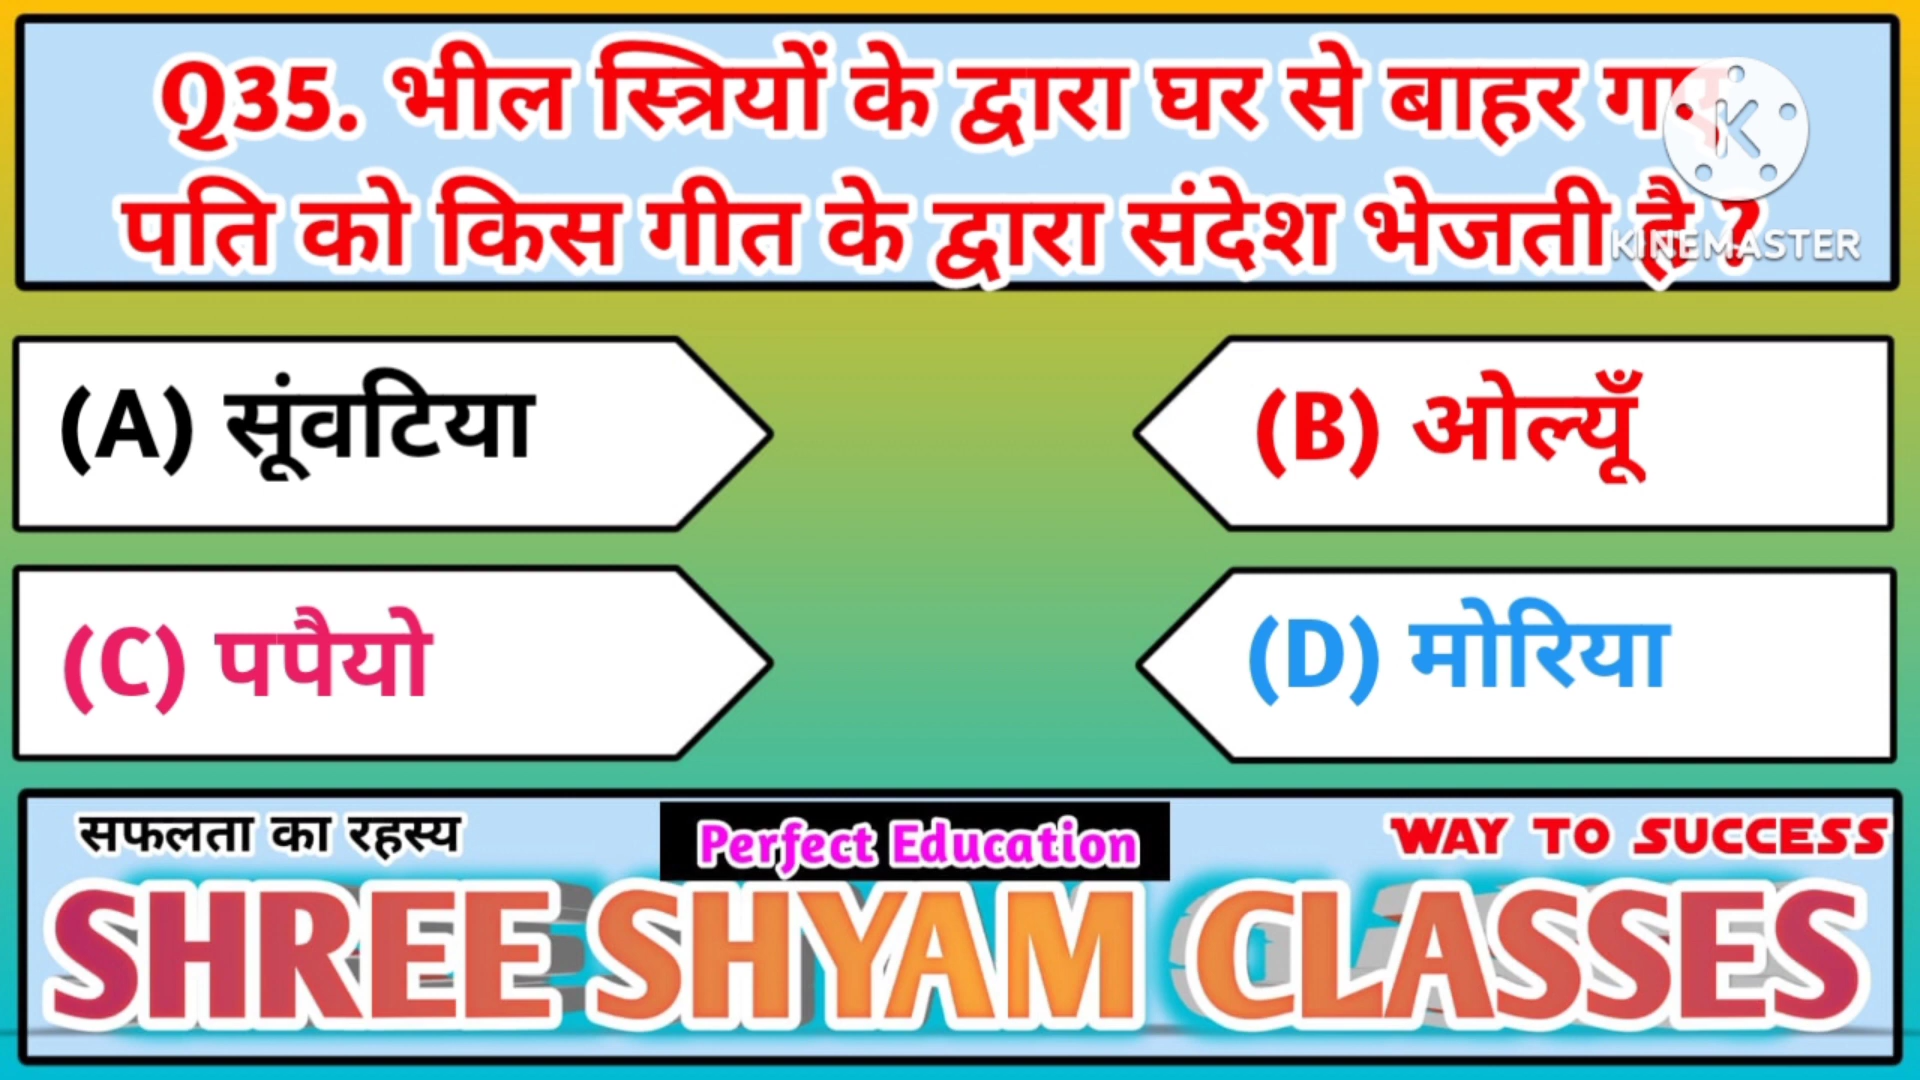 Q35. भील स्त्रियों के द्वारा घर से बाहर गए
पति को किस गीत के द्वारा संदेश भेजती है ?
KINEMASTER
(A) सूंवटिया
(B) ओल्यूँ
(C) पपैयो
(D) मोरिया
सफलता का रहस्य
Perfect Education
WAY TO SUCCESS
SHREE SHYAM CLASSES